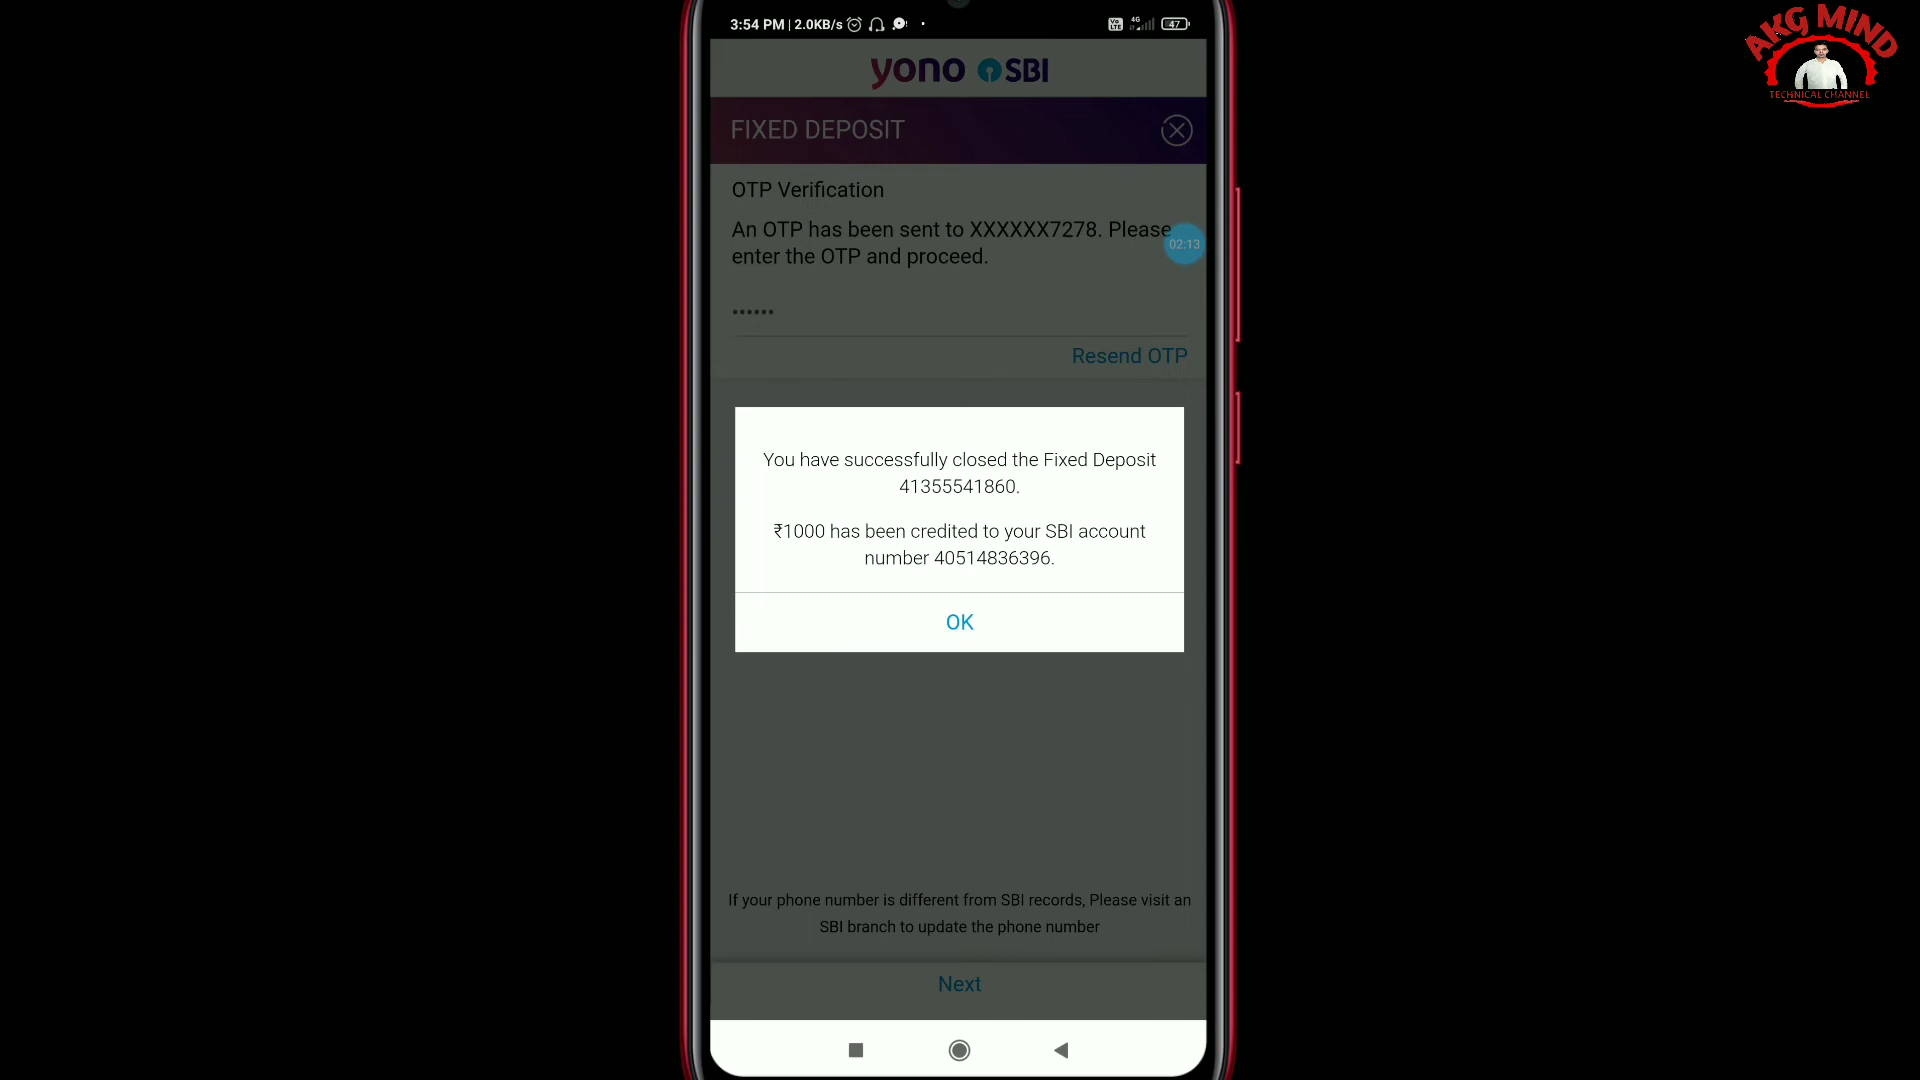 3:54 PM | 2.0KB/s
Vo LTE 4G 47
AKG MIND
TECHNICAL CHANNEL
yono SBI
FIXED DEPOSIT
OTP Verification
An OTP has been sent to XXXXXX7278. Please
enter the OTP and proceed.
02:13
••••••
Resend OTP
You have successfully closed the Fixed Deposit
41355541860.
₹1000 has been credited to your SBI account
number 40514836396.
OK
If your phone number is different from SBI records, Please visit an
SBI branch to update the phone number
Next